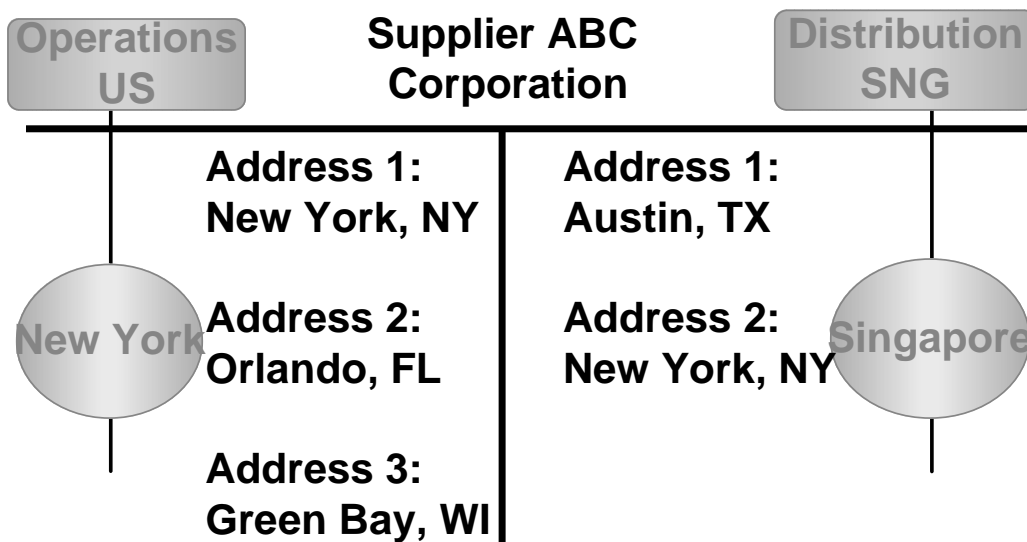 Operations
US
Supplier ABC
Corporation
Distribution
SNG
Address 1:
New York, NY
Address 2:
Orlando, FL
Address 3:
Green Bay, WI
New York
Address 1:
Austin, TX
Address 2:
New York, NY
Singapore